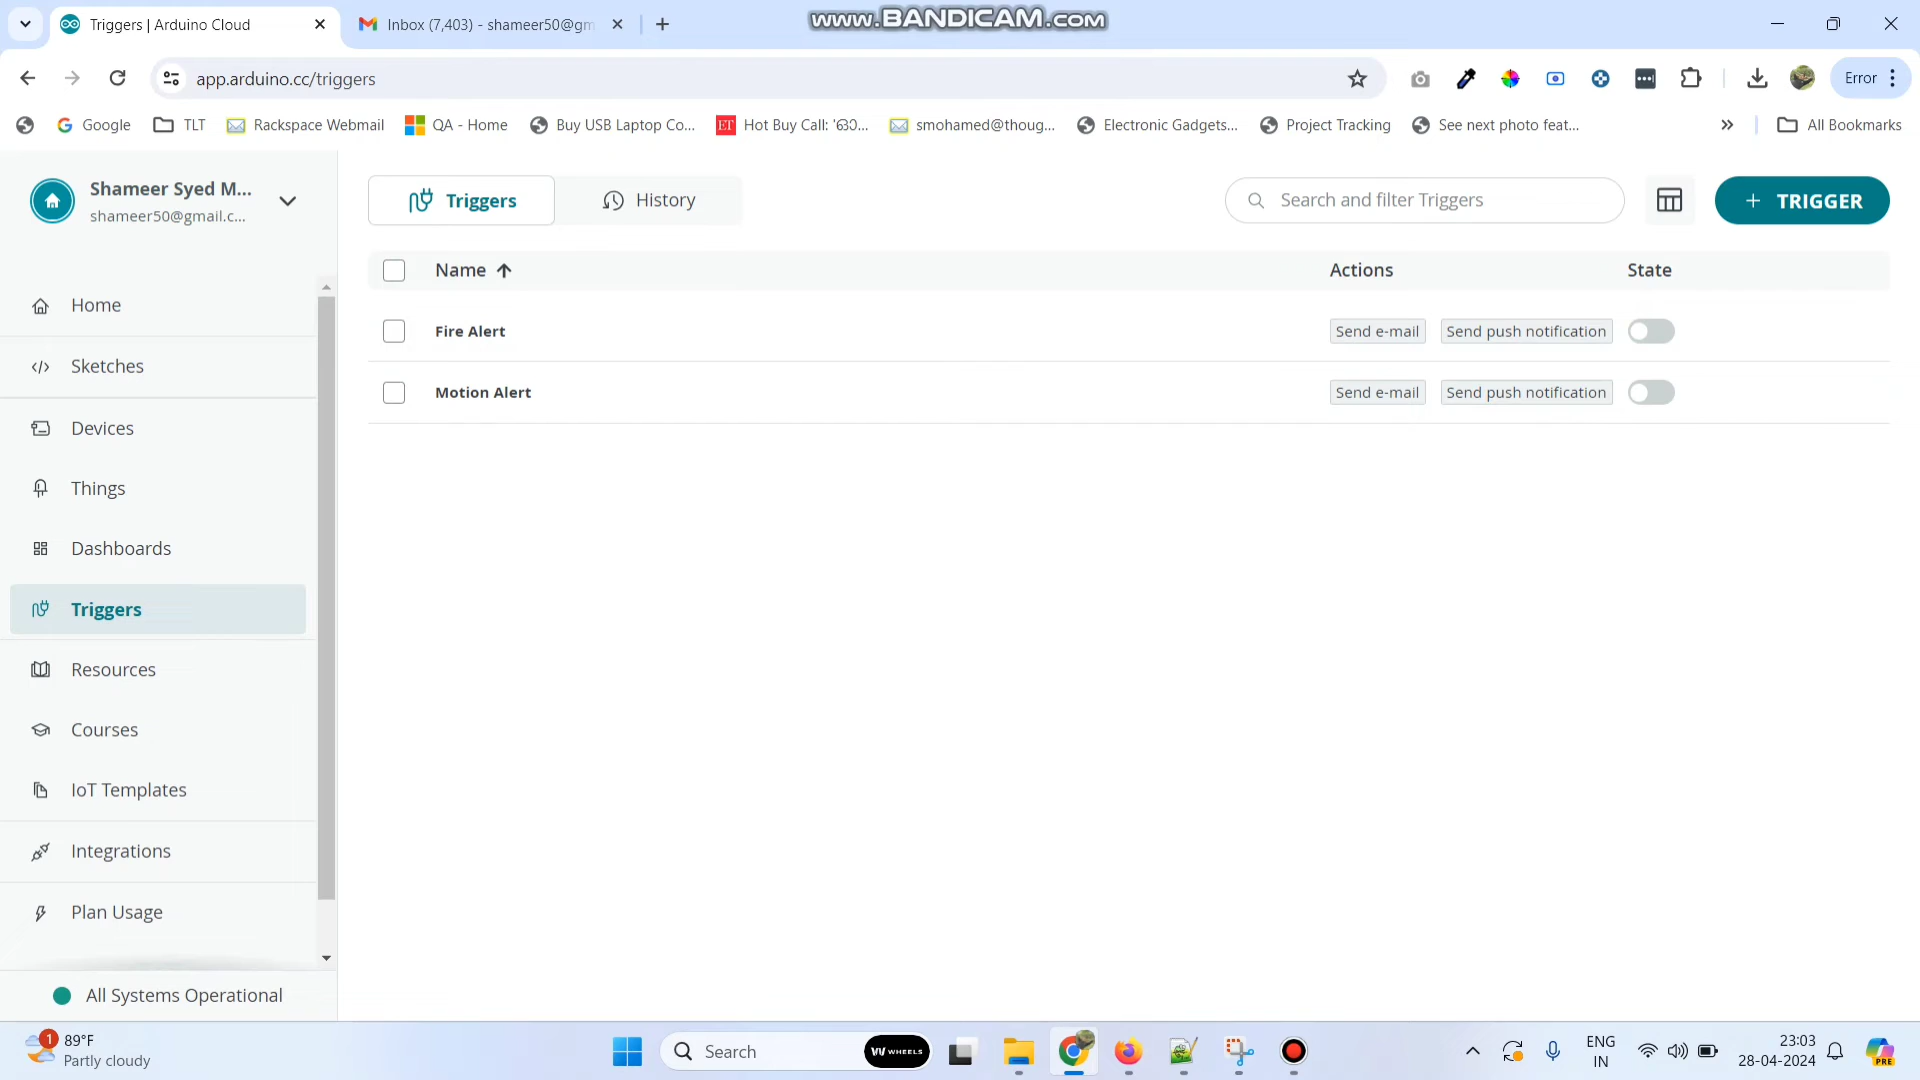 Triggers | Arduino Cloud
Inbox (7,403) - shameer50@gm
www.BANDICAM.com
app.arduino.cc/triggers
Error
Google
TLT
Rackspace Webmail
QA - Home
Buy USB Laptop Co...
ET
smohamed@thoug...
Electronic Gadgets...
Project Tracking
See next photo feat...
All Bookmarks
Shameer Syed M...
shameer50@gmail.c...
Triggers
History
Search and filter Triggers
+ TRIGGER
Name
Actions
State
Fire Alert
Send e-mail
Send push notification
Motion Alert
Send e-mail
Send push notification
Home
Sketches
Devices
Things
Dashboards
Triggers
Resources
Courses
IoT Templates
Integrations
Plan Usage
All Systems Operational
1
89°F
Partly cloudy
Search
WHEELS
ENG
IN
23:03
28-04-2024
PRE